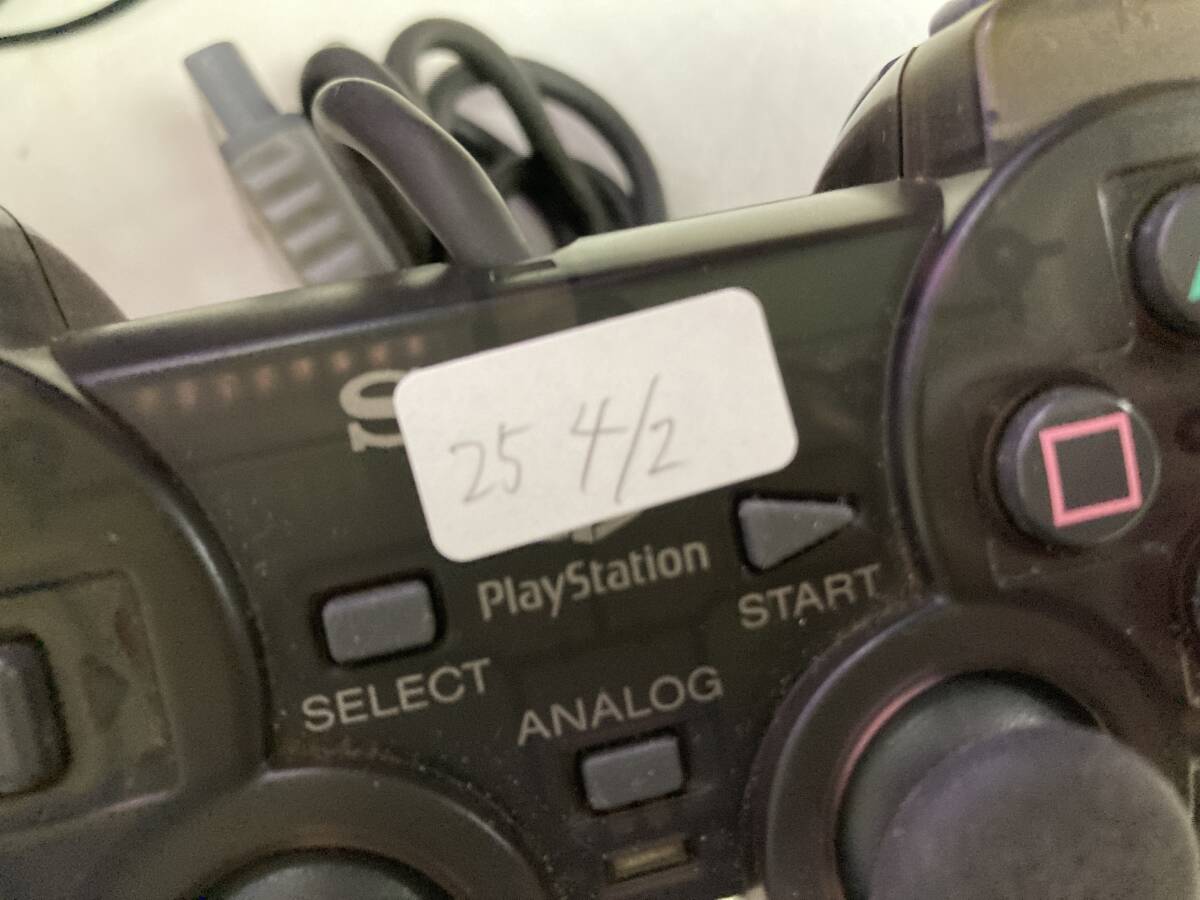 S
25 4/2
PlayStation
START
SELECT
ANALOG